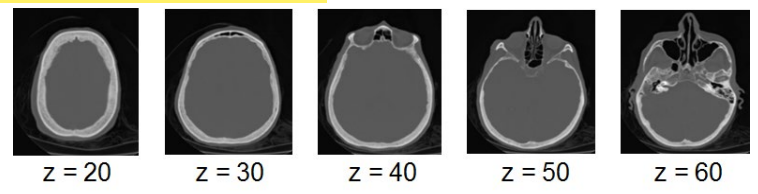 z = 20 z = 30 z = 40 z = 50 z = 60